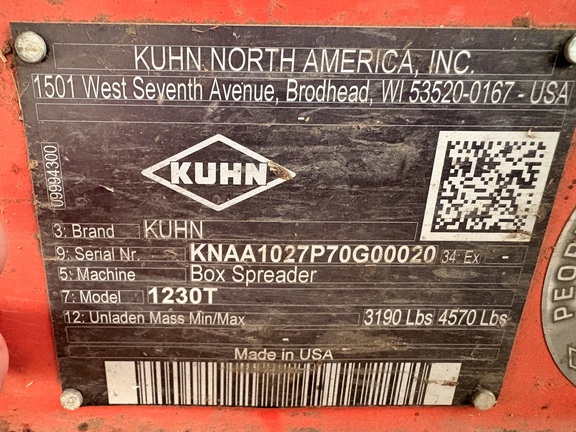 KUHN NORTH AMERICA, INC.
1501 West Seventh Avenue, Brodhead, WI 53520-0167 - USA
09994300
KUHN
3: Brand KUHN
9: Serial Nr. KNAA1027P70G00020 34: Ex -
5: Machine Box Spreader
7: Model 1230T
12: Unladen Mass Min/Max 3190 Lbs 4570 Lbs
-
Made in USA
PEOR